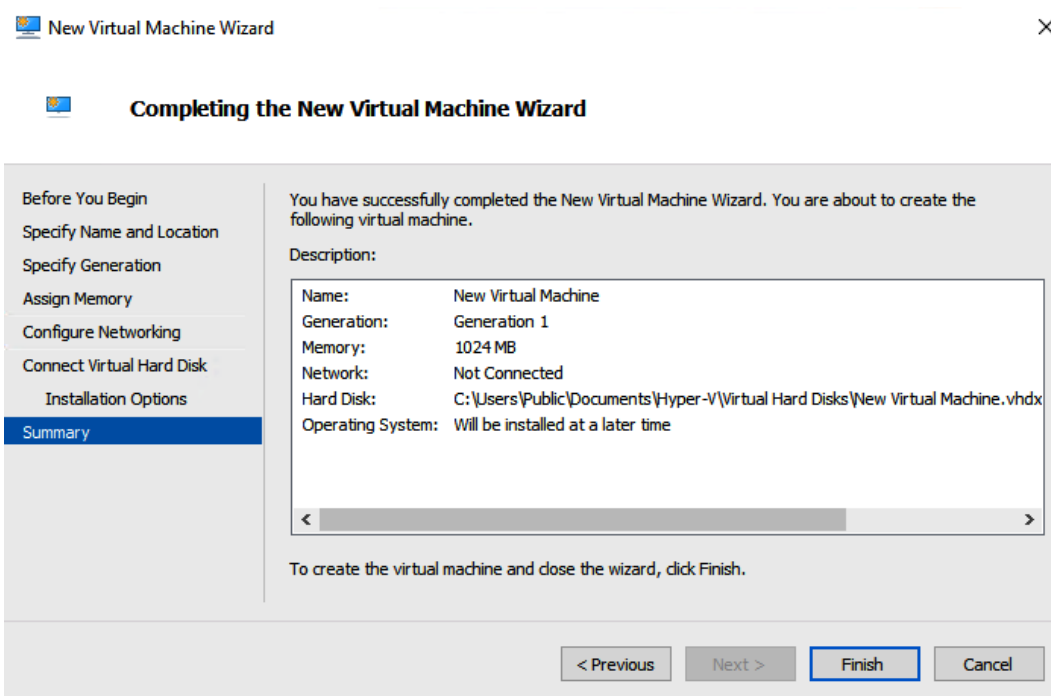 New Virtual Machine Wizard
Completing the New Virtual Machine Wizard
Before You Begin
Specify Name and Location
Specify Generation
Assign Memory
Configure Networking
Connect Virtual Hard Disk
Installation Options
Summary
You have successfully completed the New Virtual Machine Wizard. You are about to create the
following virtual machine.
Description:
Name: New Virtual Machine
Generation: Generation 1
Memory: 1024 MB
Network: Not Connected
Hard Disk: C:\Users\Public\Documents\Hyper-V\Virtual Hard Disks\New Virtual Machine.vhdx
Operating System: Will be installed at a later time
To create the virtual machine and close the wizard, click Finish.
< Previous Next > Finish Cancel